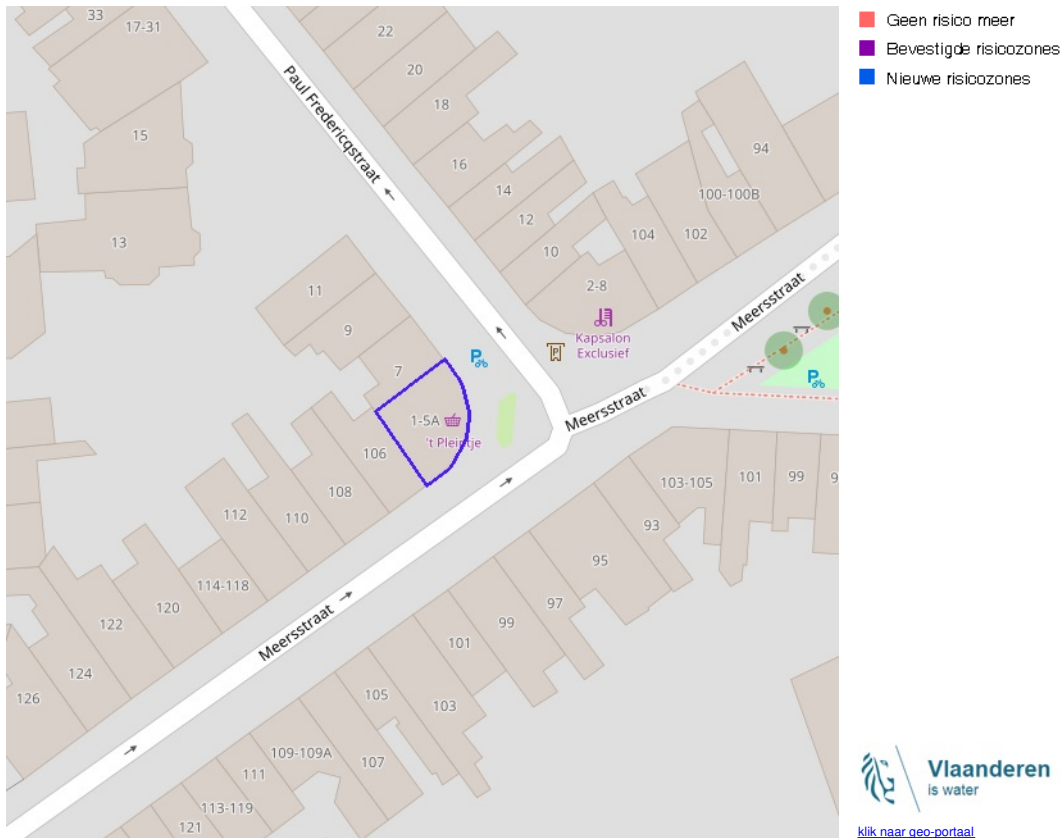 33
17-31
22
20
15
18
Paul Fredericqstraat
16
14
94
100-100B
12
102
104
13
10
2-8
11
Kapsalon
Exclusief
Meersstraat
9
P
7
P
P
1-5A
't Pleintje
Meersstraat
106
108
103-105
101
99
9
112
110
93
95
114-118
120
97
122
99
Meersstraat
101
124
126
105
103
109-109A
107
111
113-119
121
Geen risico meer
Bevestigde risicozones
Nieuwe risicozones
Vlaanderen
is water
klik naar geo-portaal